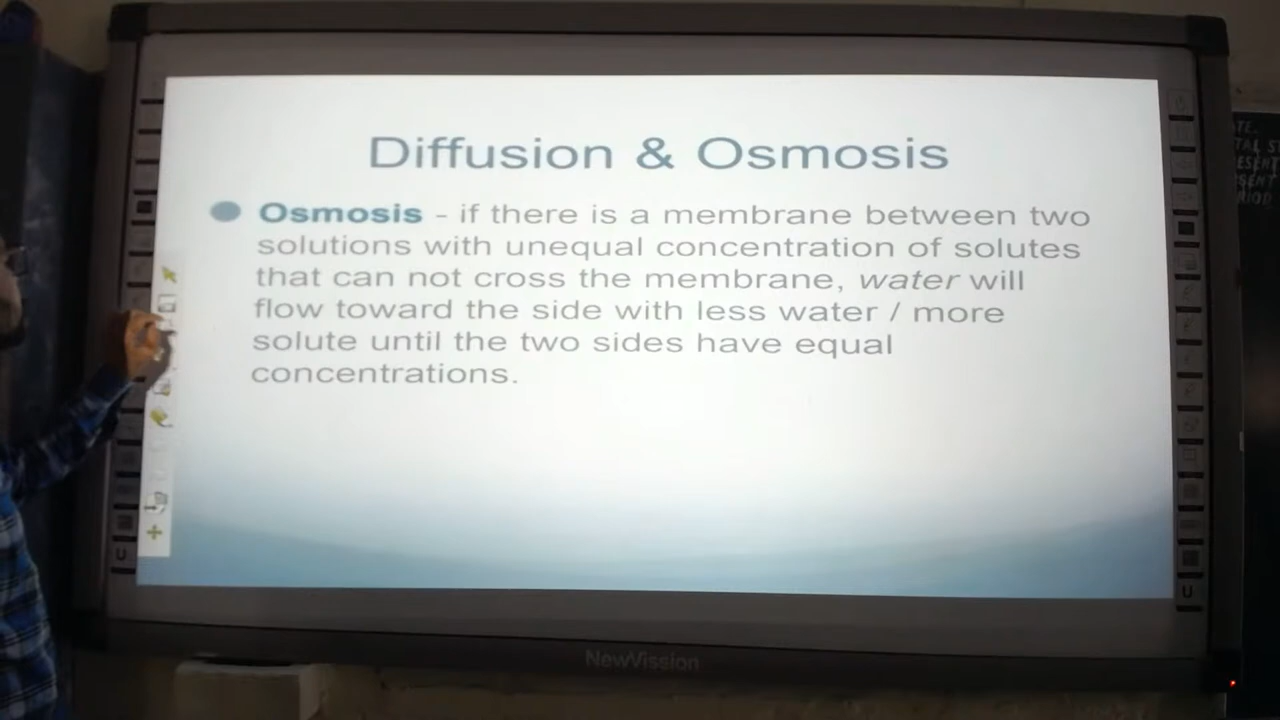 Diffusion & Osmosis
Osmosis - if there is a membrane between two
solutions with unequal concentration of solutes
that can not cross the membrane, water will
flow toward the side with less water / more
solute until the two sides have equal
concentrations.
NewVission